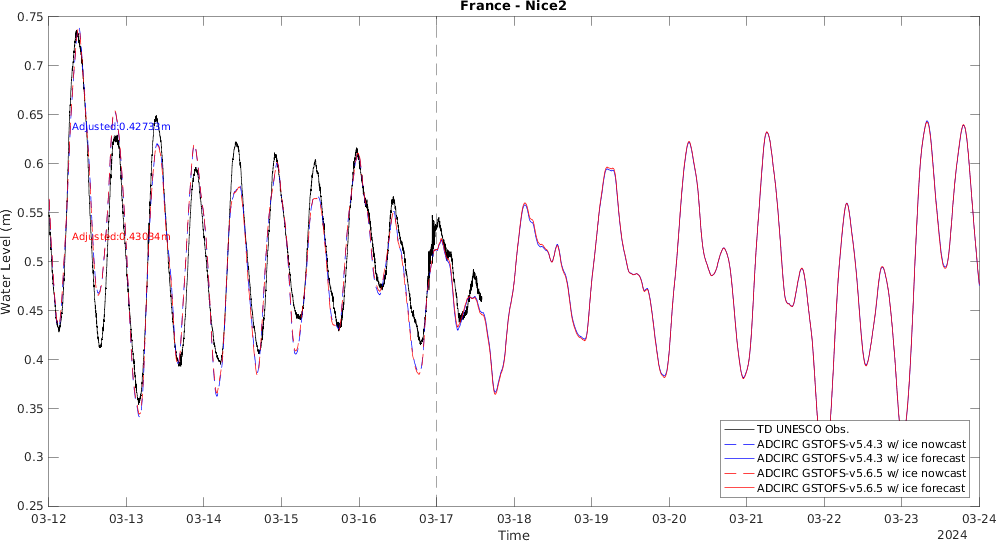 France - Nice2
Water Level (m)
0.75
0.7
0.65
0.6
0.55
0.5
0.45
0.4
0.35
0.3
0.25
Adjusted:0.42733m
Adjusted:0.43084m
TD UNESCO Obs.
ADCIRC GSTOFS-v5.4.3 w/ ice nowcast
ADCIRC GSTOFS-v5.4.3 w/ ice forecast
ADCIRC GSTOFS-v5.6.5 w/ ice nowcast
ADCIRC GSTOFS-v5.6.5 w/ ice forecast
03-12 03-13 03-14 03-15 03-16 03-17 03-18 03-19 03-20 03-21 03-22 03-23 03-24
Time
2024